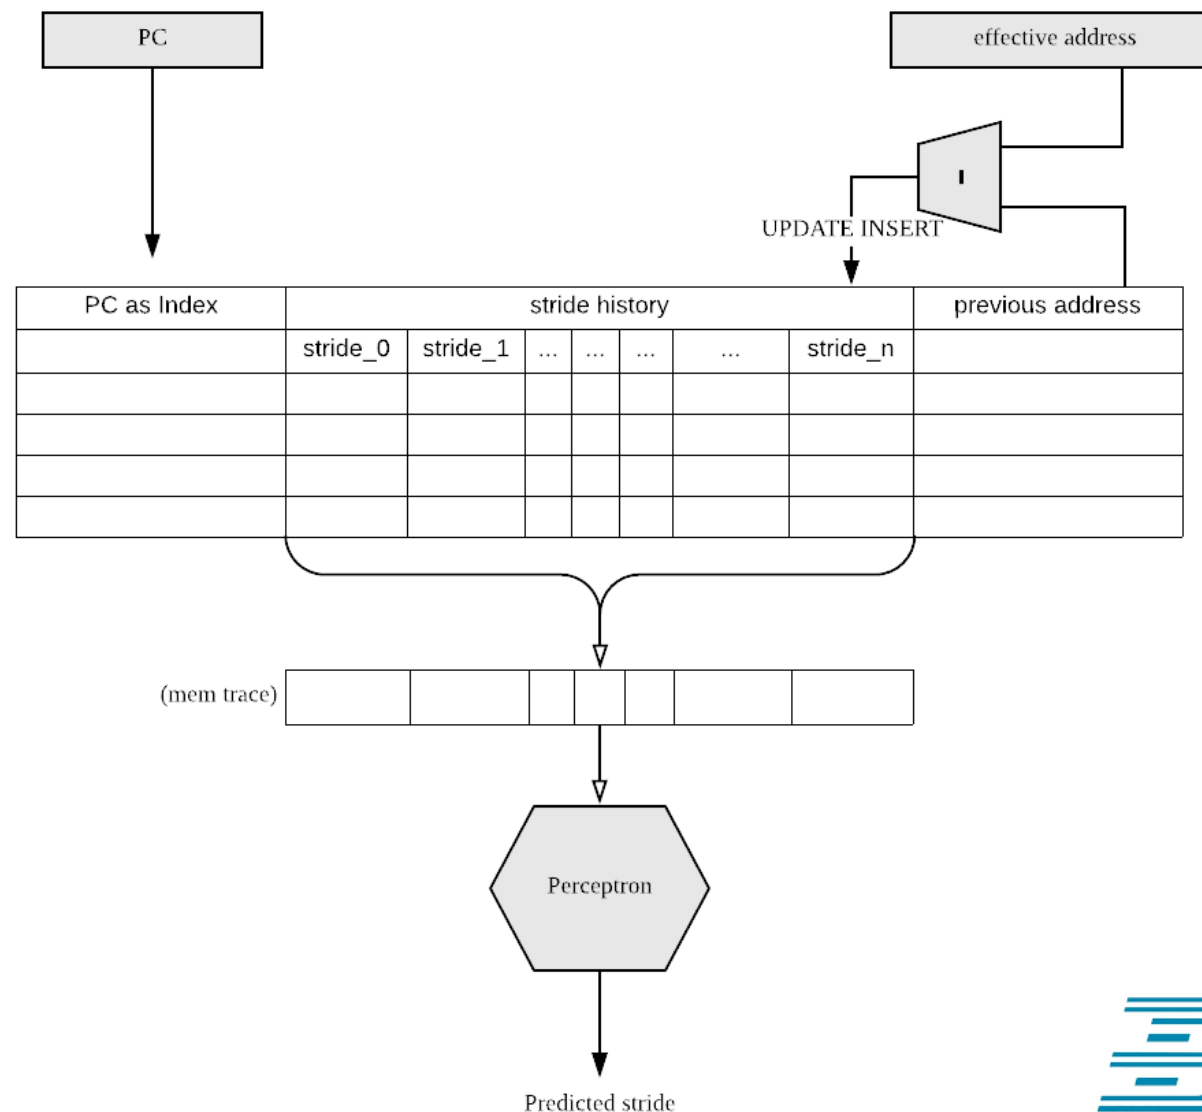 PC
effective address
-
UPDATE INSERT
PC as Index
stride history
previous address
stride_0
stride_1
...
...
...
...
stride_n
(mem trace)
Perceptron
Predicted stride